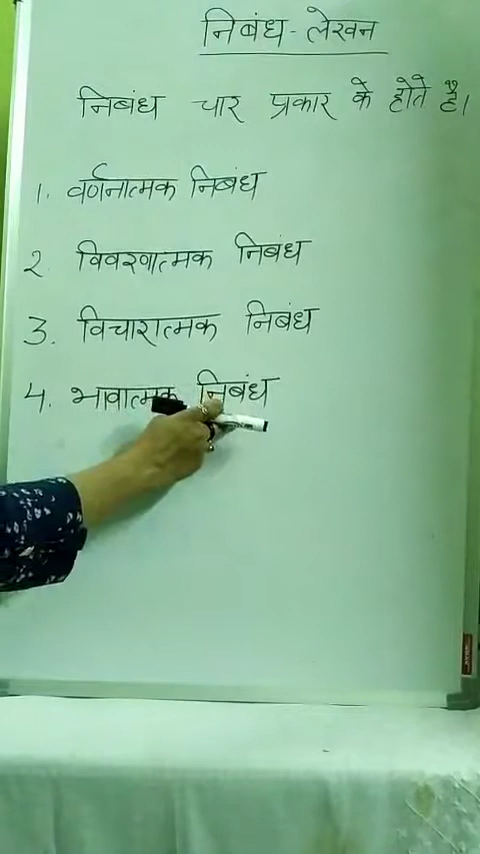 निबंध - लेखन
निबंध चार प्रकार के होते हैं।
1. वर्णनात्मक निबंध
2. विवरणात्मक निबंध
3. विचारात्मक निबंध
4. भावात्मक निबंध